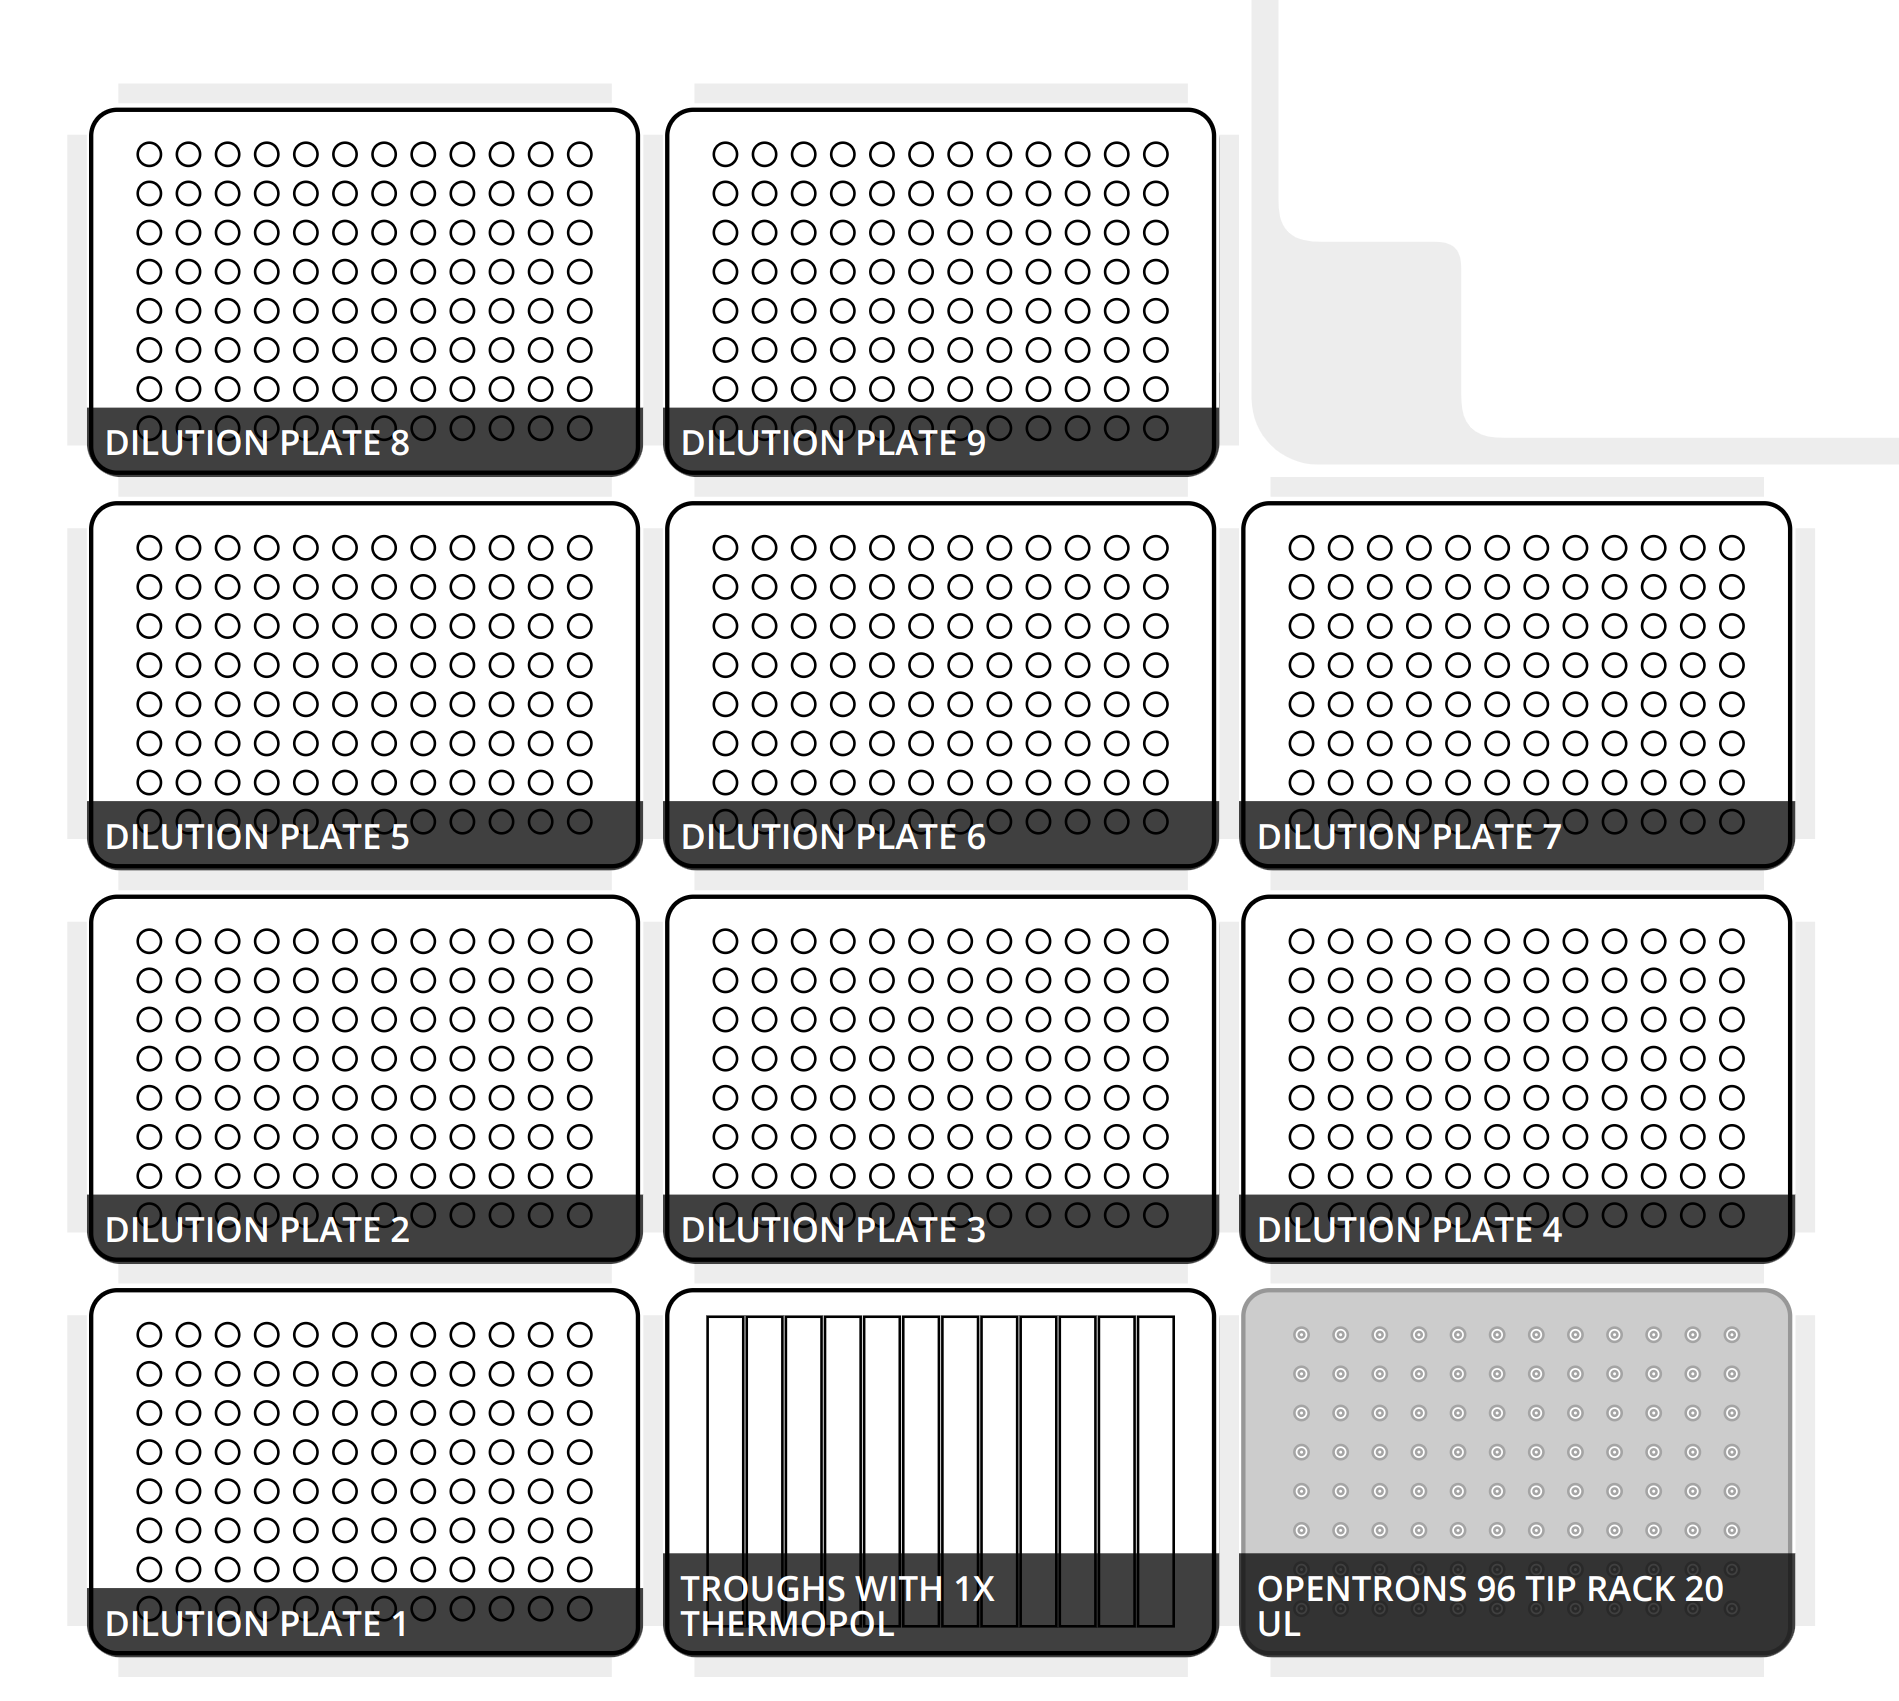 DILUTION PLATE 8
DILUTION PLATE 9
DILUTION PLATE 5
DILUTION PLATE 6
DILUTION PLATE 7
DILUTION PLATE 2
DILUTION PLATE 3
DILUTION PLATE 4
DILUTION PLATE 1
TROUGHS WITH 1X
THERMOPOL
OPENTRONS 96 TIP RACK 20
UL